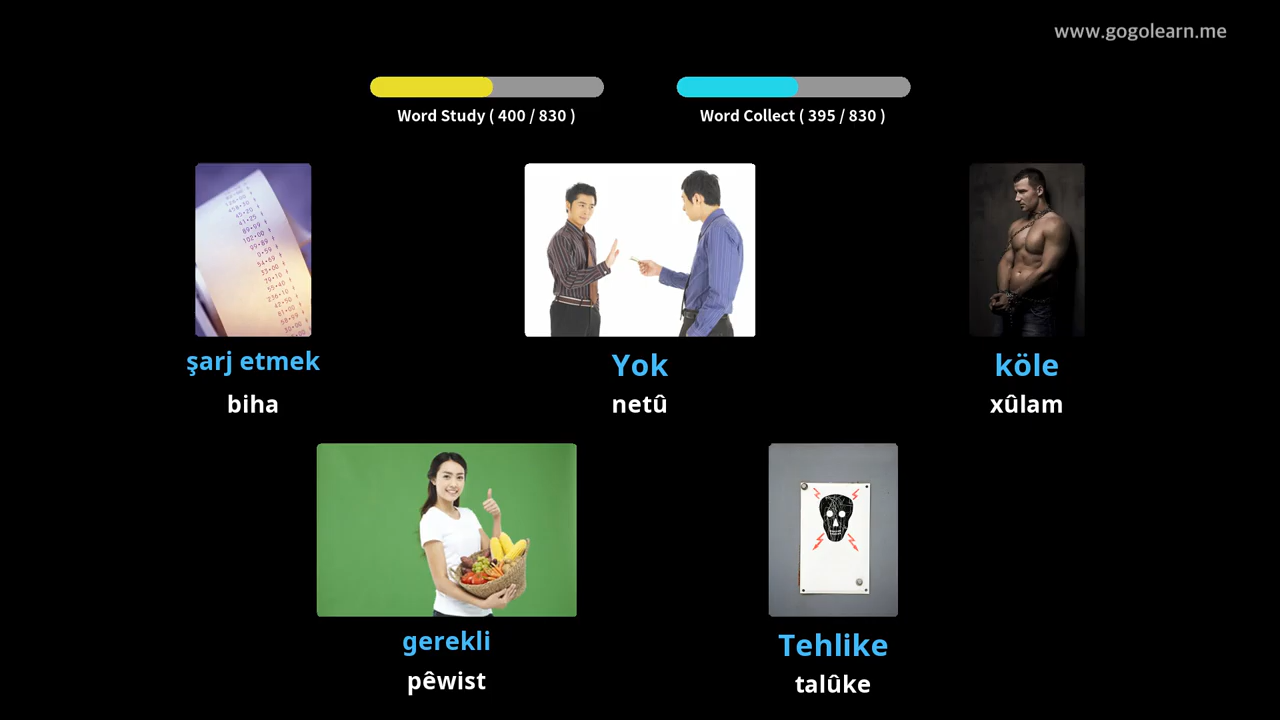 www.gogolearn.me
Word Study ( 400 / 830 )
Word Collect ( 395 / 830 )
şarj etmek
biha
Yok
netû
köle
xûlam
gerekli
pêwist
Tehlike
talûke